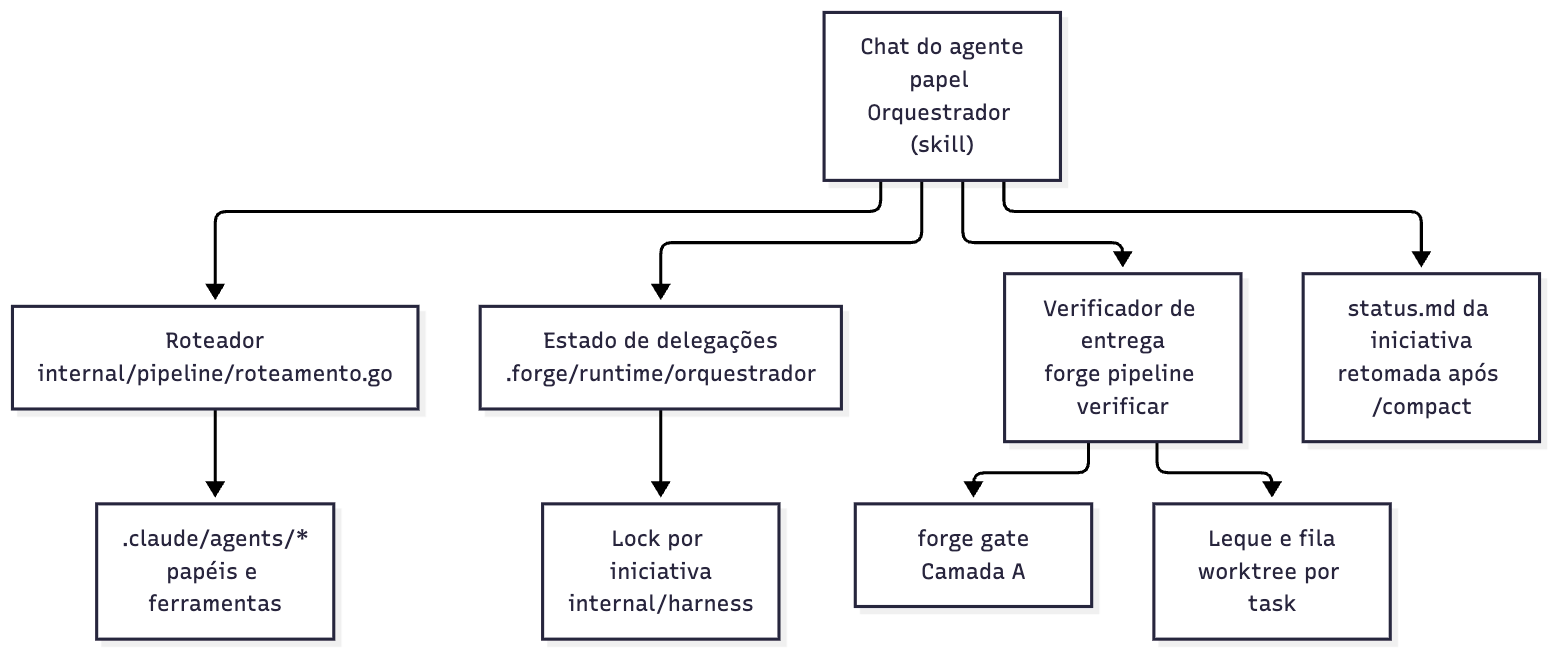 Chat do agente
papel
Orquestrador
(skill)
Roteador
internal/pipeline/roteamento.go
Estado de delegações
.forge/runtime/orquestrador
Verificador de
entrega
forge pipeline
verificar
status.md da
iniciativa
retomada após
/compact
.claude/agents/*
papéis e
ferramentas
Lock por
iniciativa
internal/harness
forge gate
Camada A
Leque e fila
worktree por
task